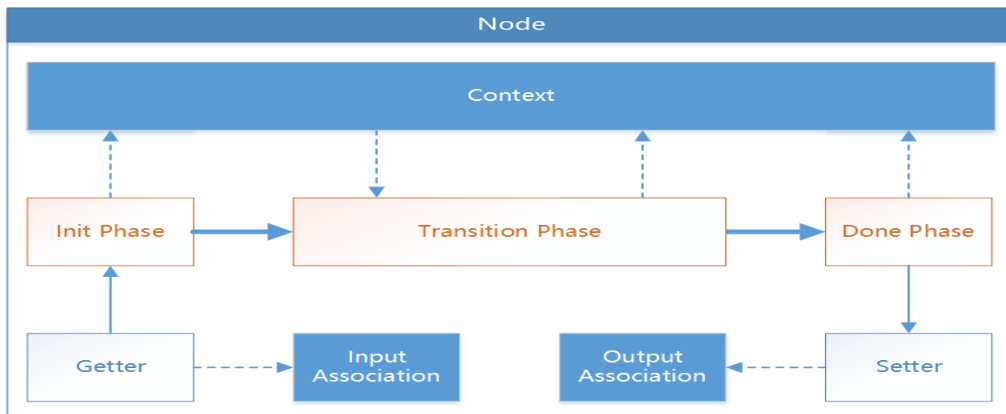 Node
Context
Init Phase
Transition Phase
Done Phase
Getter
Input
Association
Output
Association
Setter